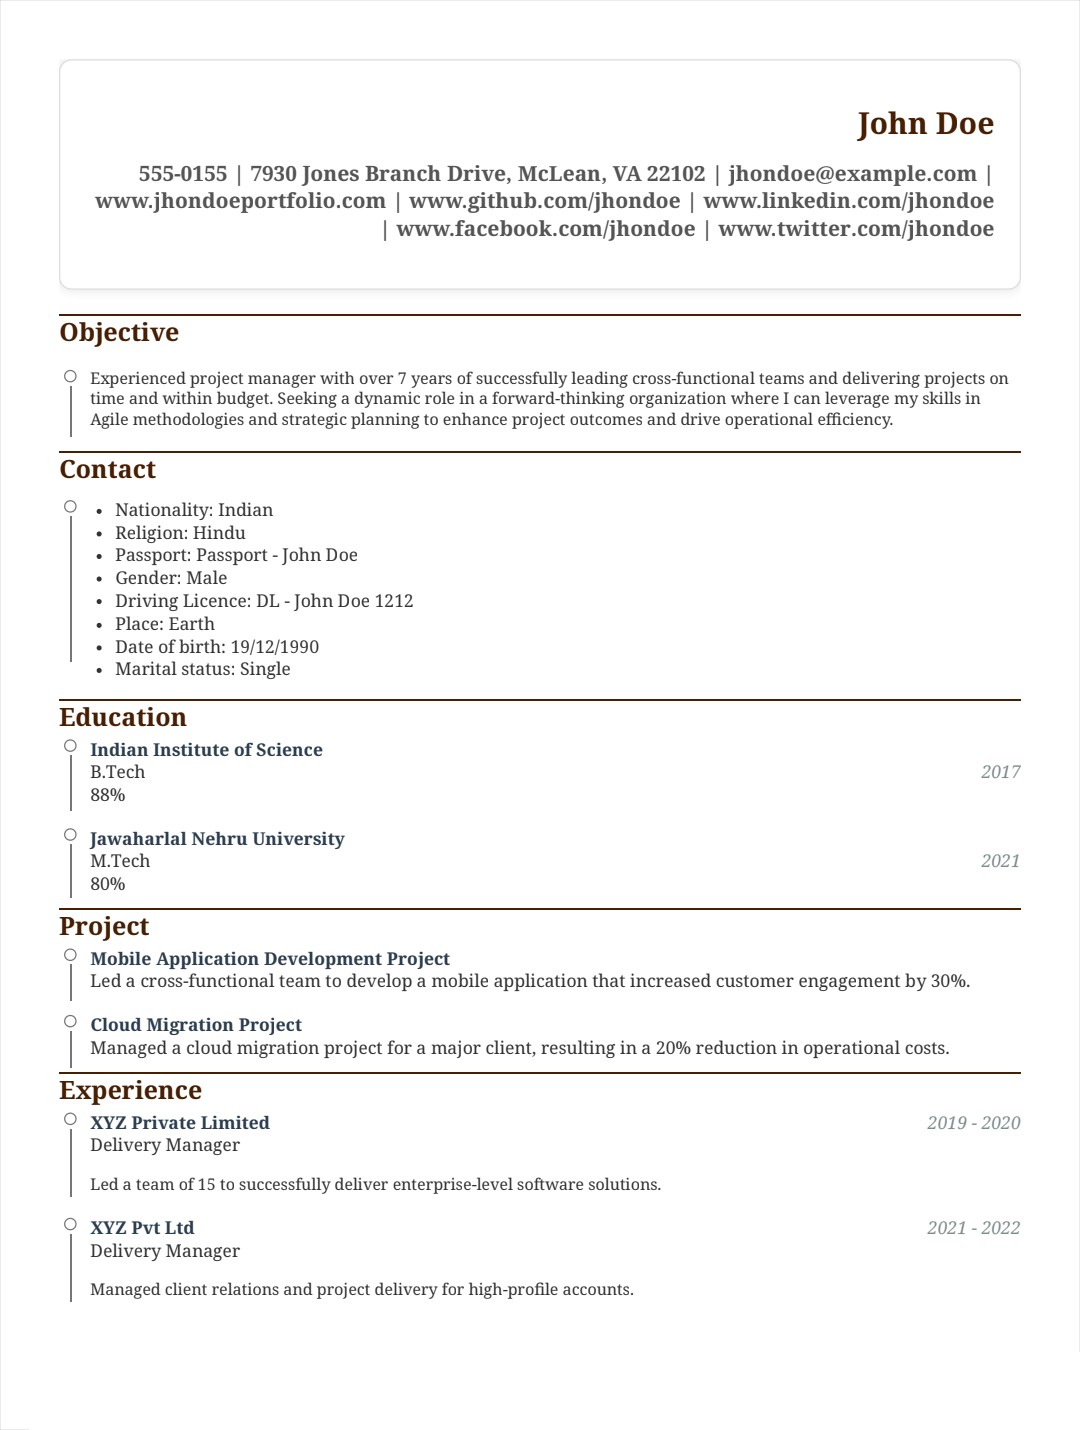 John Doe
555-0155 | 7930 Jones Branch Drive, McLean, VA 22102 | jhondoe@example.com |
www.jhondoeportfolio.com | www.github.com/jhondoe | www.linkedin.com/jhondoe
| www.facebook.com/jhondoe | www.twitter.com/jhondoe
Objective
Experienced project manager with over 7 years of successfully leading cross-functional teams and delivering projects on
time and within budget. Seeking a dynamic role in a forward-thinking organization where I can leverage my skills in
Agile methodologies and strategic planning to enhance project outcomes and drive operational efficiency.
Contact
• Nationality: Indian
• Religion: Hindu
• Passport: Passport - John Doe
• Gender: Male
• Driving Licence: DL - John Doe 1212
• Place: Earth
• Date of birth: 19/12/1990
• Marital status: Single
Education
Indian Institute of Science
B.Tech 2017
88%
Jawaharlal Nehru University
M.Tech 2021
80%
Project
Mobile Application Development Project
Led a cross-functional team to develop a mobile application that increased customer engagement by 30%.
Cloud Migration Project
Managed a cloud migration project for a major client, resulting in a 20% reduction in operational costs.
Experience
XYZ Private Limited 2019 - 2020
Delivery Manager
Led a team of 15 to successfully deliver enterprise-level software solutions.
XYZ Pvt Ltd 2021 - 2022
Delivery Manager
Managed client relations and project delivery for high-profile accounts.